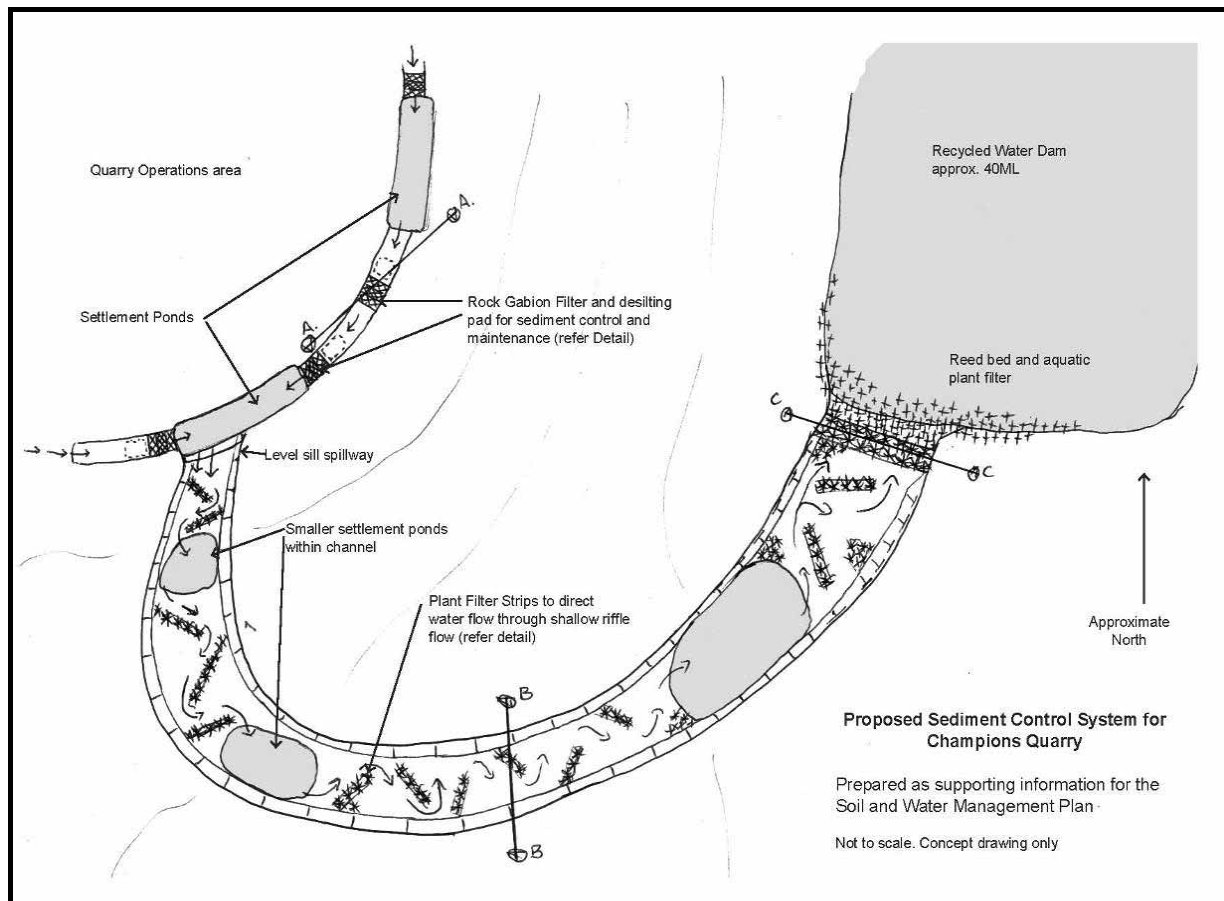 Quarry Operations area
Recycled Water Dam
approx. 40ML
A.
Settlement Ponds
A.
Rock Gabion Filter and desilting
pad for sediment control and
maintenance (refer Detail)
Reed bed and aquatic
plant filter
C
C
Level sill spillway
Smaller settlement ponds
within channel
Plant Filter Strips to direct
water flow through shallow riffle
flow (refer detail)
Approximate
North
B
B
Proposed Sediment Control System for
Champions Quarry
Prepared as supporting information for the
Soil and Water Management Plan
Not to scale. Concept drawing only